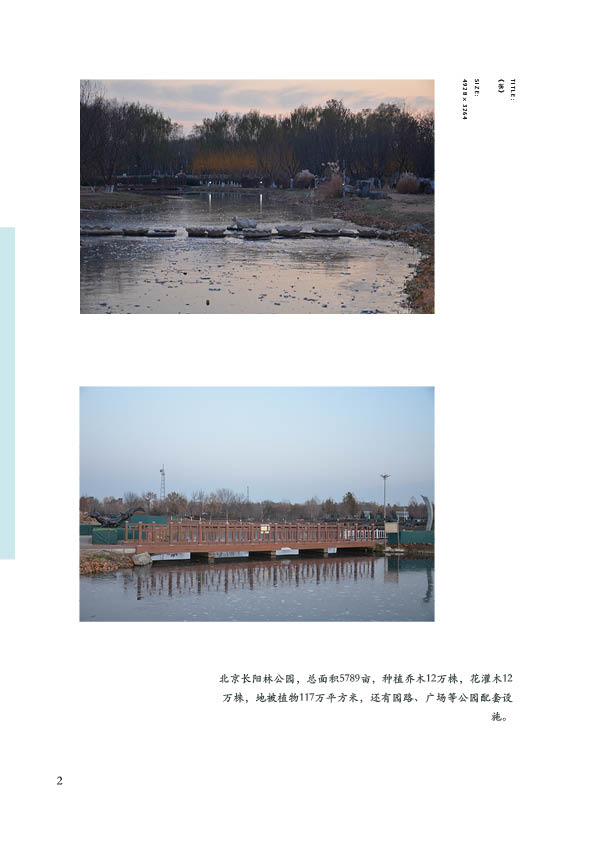 TITLE:
《冰》
SIZE:
4928 x 3264
北京长阳林公园，总面积5789亩，种植乔木12万株，花灌木12
万株，地被植物117万平方米，还有园路、广场等公园配套设
施。
2